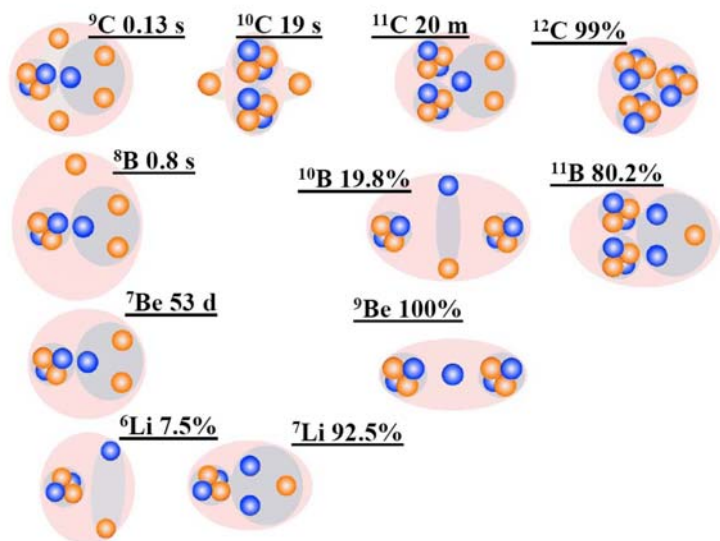 ⁹C 0.13 s
¹⁰C 19 s
¹¹C 20 m
¹²C 99%
⁸B 0.8 s
¹⁰B 19.8%
¹¹B 80.2%
⁷Be 53 d
⁹Be 100%
⁶Li 7.5%
⁷Li 92.5%